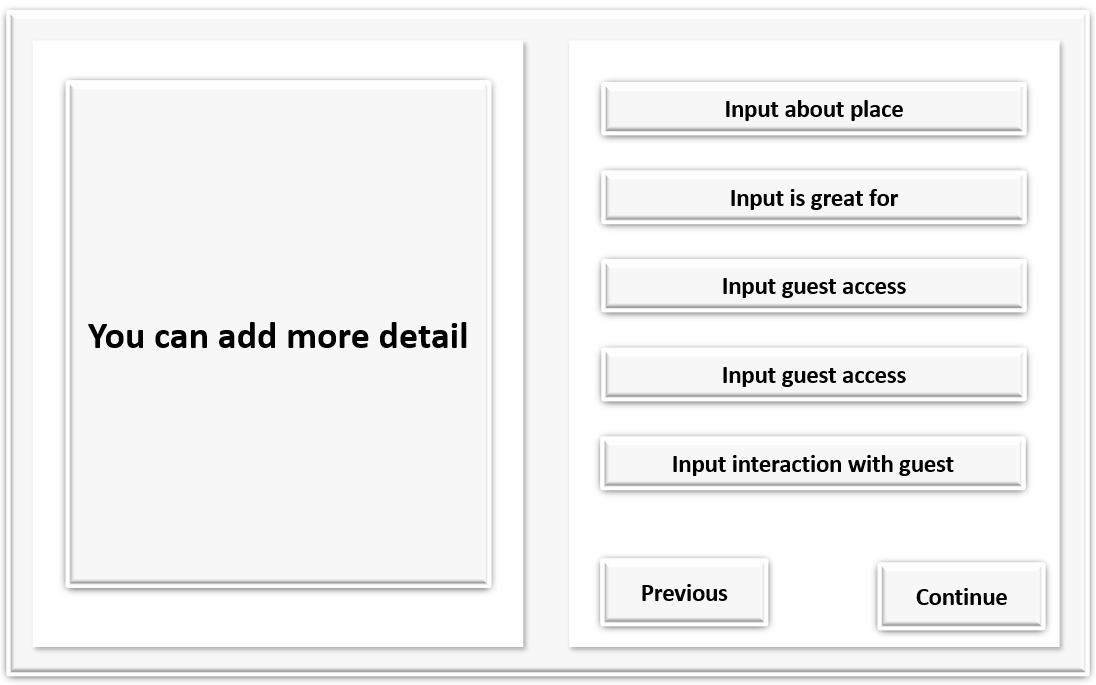 You can add more detail
Input about place
Input is great for
Input guest access
Input guest access
Input interaction with guest
Previous
Continue